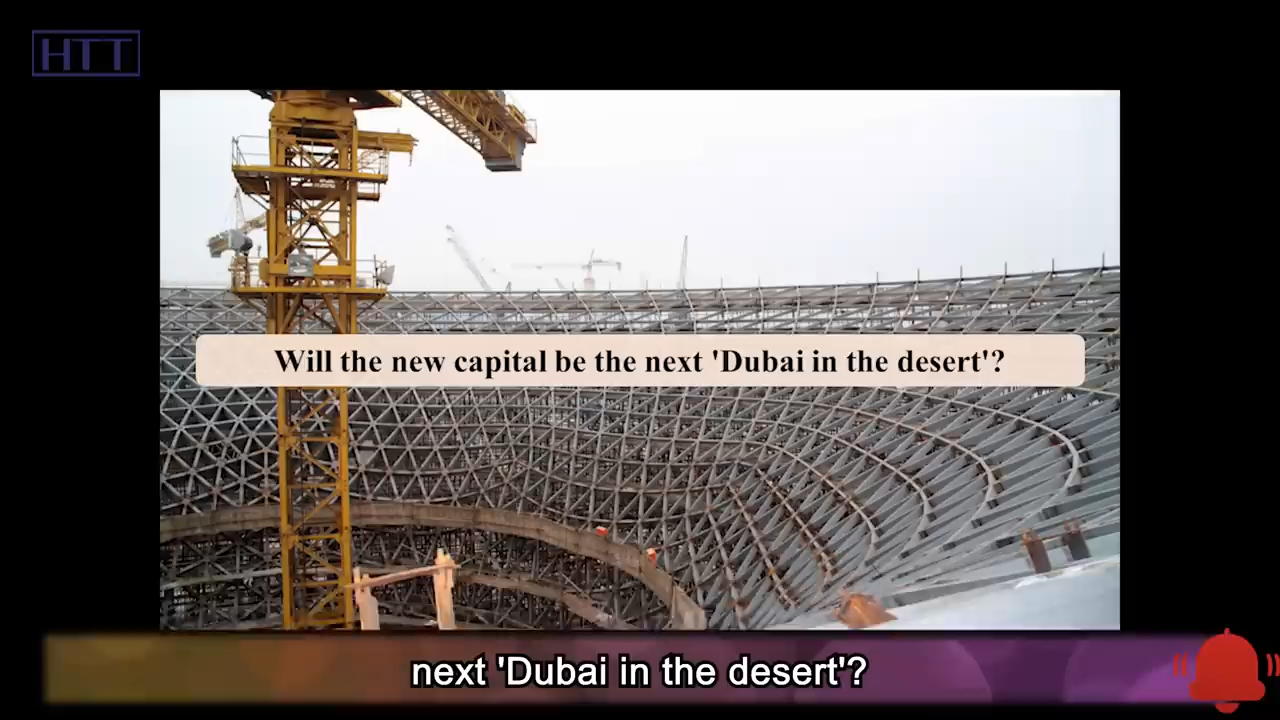 HTT
Will the new capital be the next 'Dubai in the desert'?
next 'Dubai in the desert'?